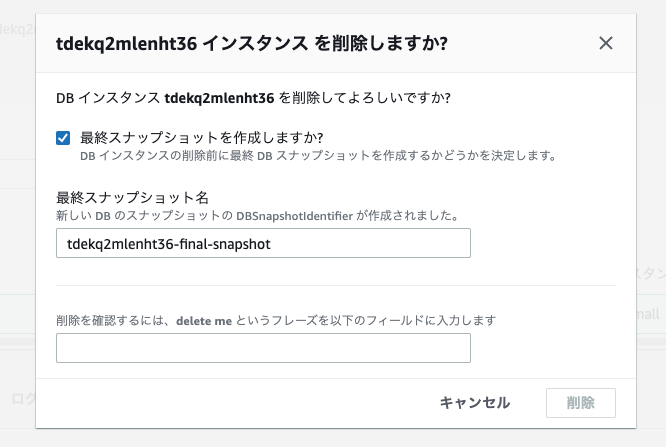 dekq2
tdekq2mlenht36 インスタンス を削除しますか?
DB インスタンス tdekq2mlenht36 を削除してよろしいですか?
最終スナップショットを作成しますか?
DB インスタンスの削除前に最終 DB スナップショットを作成するかどうかを決定します。
最終スナップショット名
新しい DB のスナップショットの DBSnapshotIdentifier が作成されました。
tdekq2mlenht36-final-snapshot
スタン
削除を確認するには、delete me というフレーズを以下のフィールドに入力します
mall
ログ
キャンセル
削除